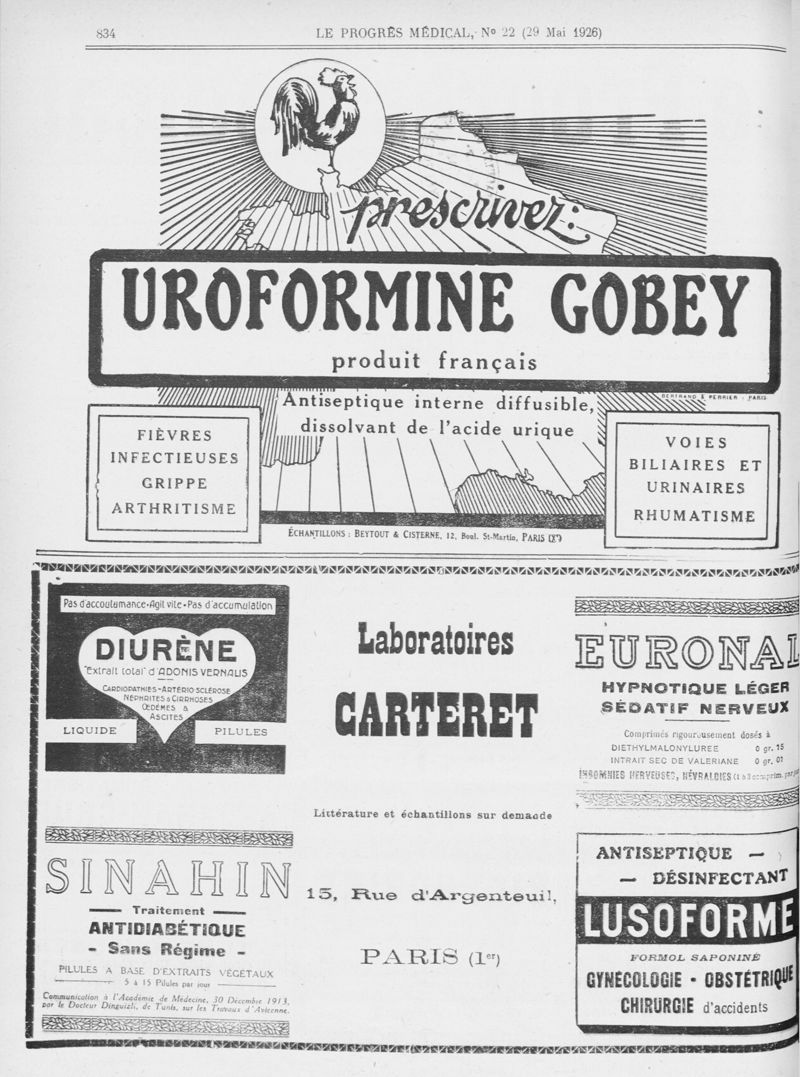 834
LE PROGRÈS MÉDICAL, No 22 (29 Mai 1926)
prescrivez:
UROFORMINE GOBEY
produit français
Antiseptique interne diffusible,
dissolvant de l'acide urique
BERTRAND & PERRIER - PARIS
FIÈVRES
INFECTIEUSES
GRIPPE
ARTHRITISME
VOIES
BILIAIRES ET
URINAIRES
RHUMATISME
ÉCHANTILLONS : BEYTOUT & CISTERNE, 12, Boul. St-Martin, PARIS
Pas d'accoutumance-Agit vite-Pas d'accumulation
DIURÈNE
"Extrait total" d'ADONIS VERNALIS
CARDIOPATHIES-ARTÉRIO SCLÉROSE
NÉPHRITES & CIRRHOSES
ŒDÈMES &
ASCITES
LIQUIDE
PILULES
SINAHIN
Traitement
ANTIDIABÉTIQUE
- Sans Régime -
PILULES A BASE D'EXTRAITS VÉGÉTAUX
5 à 15 Pilules par jour
Communication à l'Académie de Médecine, 30 Décembre 1913,
par le Docteur Dinguizli, de Tunis, sur les Travaux d'Avicenne.
Laboratoires
CARTERET
Littérature et échantillons sur demande
15, Rue d'Argenteuil,
PARIS (1er)
EURONAL
HYPNOTIQUE LÉGER
SÉDATIF NERVEUX
Comprimés rigoureusement dosés à
DIETHYLMALONYLUREE 0 gr. 15
INTRAIT SEC DE VALERIANE 0 gr. 01
INSOMNIES NERVEUSES, NÉVRALGIES (1 à 3 comprim. par
ANTISEPTIQUE —
— DÉSINFECTANT
LUSOFORME
FORMOL SAPONINÉ
GYNÉCOLOGIE - OBSTÉTRIQUE
CHIRURGIE d'accidents